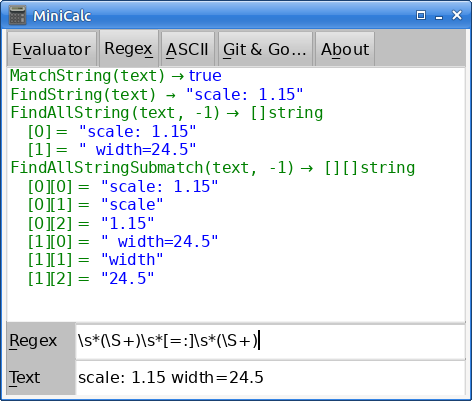 MiniCalc
Evaluator Regex ASCII Git & Go... About
MatchString(text) → true
FindString(text) → "scale: 1.15"
FindAllString(text, -1) → []string
[0] = "scale: 1.15"
[1] = " width=24.5"
FindAllStringSubmatch(text, -1) → [][]string
[0][0] = "scale: 1.15"
[0][1] = "scale"
[0][2] = "1.15"
[1][0] = " width=24.5"
[1][1] = "width"
[1][2] = "24.5"
Regex \s*(\S+)\s*[=:]\s*(\S+)
Text scale: 1.15 width=24.5